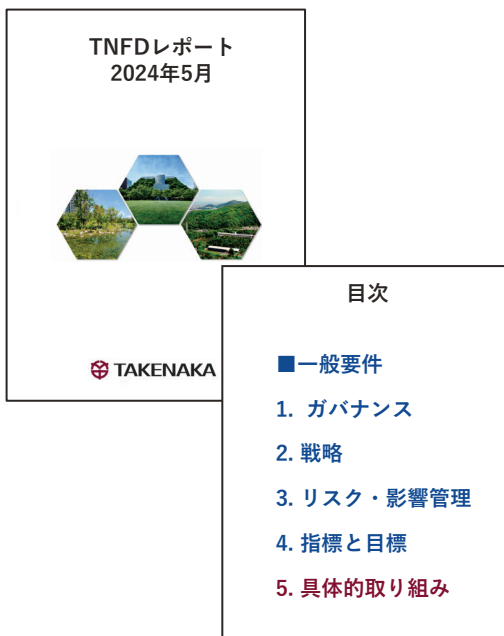 TNFDレポート
2024年5月
TAKENAKA
目次
■一般要件
1. ガバナンス
2. 戦略
3. リスク・影響管理
4. 指標と目標
5. 具体的取り組み